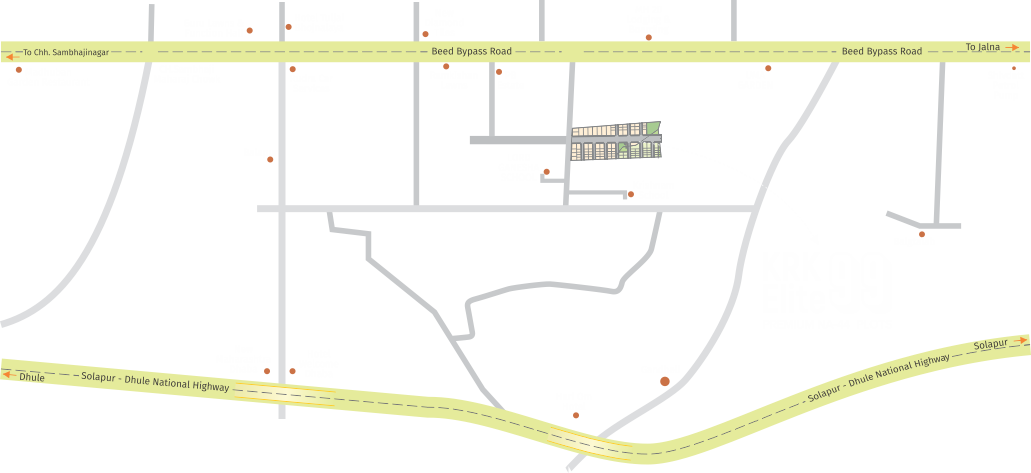 To Chh. Sambhajinagar
Beed Bypass Road
Beed Bypass Road
To Jalna
Dhule
Solapur - Dhule National Highway
Solapur - Dhule National Highway
Solapur